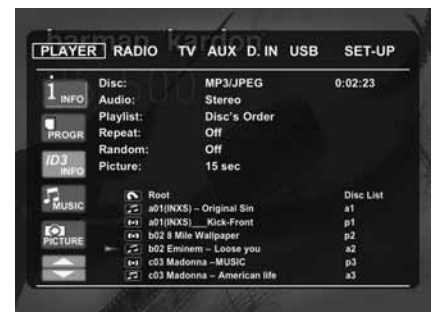 harman kardon
PLAYER RADIO TV AUX D. IN USB SET-UP
Disc: MP3/JPEG 0:02:23
Audio: Stereo
Playlist: Disc's Order
Repeat: Off
Random: Off
Picture: 15 sec
i INFO
PROGR
ID3 INFO
MUSIC
PICTURE
Root Disc List
a01(INXS) – Original Sin a1
a01(INXS)___Kick-Front p1
b02 8 Mile Wallpaper p2
b02 Eminem – Loose you a2
c03 Madonna –MUSIC p3
c03 Madonna – American life a3